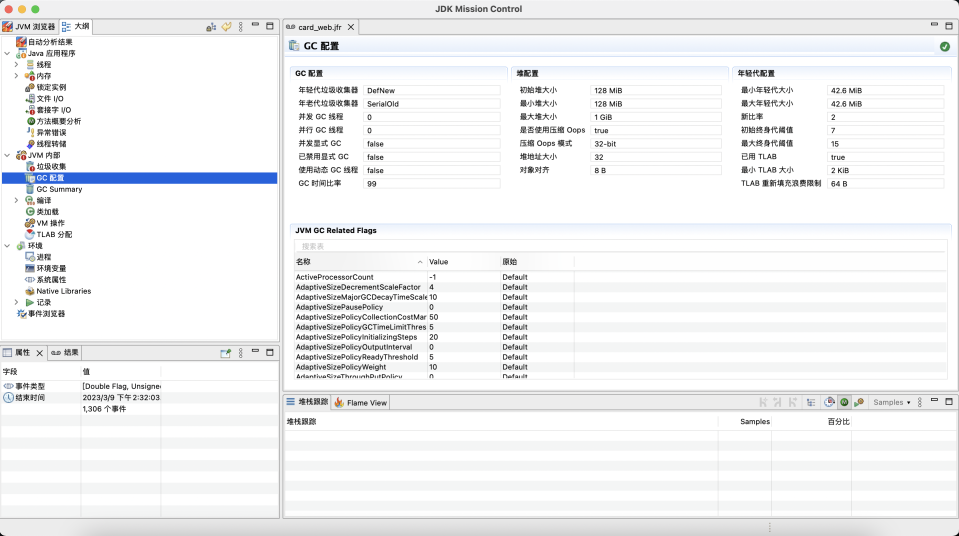 JDK Mission Control
JVM 浏览器
大纲
自动分析结果
Java 应用程序
线程
内存
锁定实例
文件 I/O
套接字 I/O
方法概要分析
异常错误
线程转储
JVM 内部
垃圾收集
GC 配置
GC Summary
编译
类加载
VM 操作
TLAB 分配
环境
进程
环境变量
系统属性
Native Libraries
记录
事件浏览器
属性
结果
字段 值
事件类型 [Double Flag, Unsigned
结束时间 2023/3/9 下午2:32:03.
1,306 个事件
card_web.jfr
GC 配置
GC 配置
年轻代垃圾收集器 DefNew
年老代垃圾收集器 SerialOld
并发 GC 线程 0
并行 GC 线程 0
并发显式 GC false
已禁用显式 GC false
使用动态 GC 线程 false
GC 时间比率 99
堆配置
初始堆大小 128 MiB
最小堆大小 128 MiB
最大堆大小 1 GiB
是否使用压缩 Oops true
压缩 Oops 模式 32-bit
堆地址大小 32
对象对齐 8 B
年轻代配置
最小年轻代大小 42.6 MiB
最大年轻代大小 42.6 MiB
新比率 2
初始终身代阈值 7
最大终身代阈值 15
已用 TLAB true
最小 TLAB 大小 2 KiB
TLAB 重新填充浪费限制 64 B
JVM GC Related Flags
搜索表
名称 Value 原始
ActiveProcessorCount -1 Default
AdaptiveSizeDecrementScaleFactor 4 Default
AdaptiveSizeMajorGCDecayTimeScale 10 Default
AdaptiveSizePausePolicy 0 Default
AdaptiveSizePolicyCollectionCostMar 50 Default
AdaptiveSizePolicyGCTimeLimitThres 5 Default
AdaptiveSizePolicyInitializingSteps 20 Default
AdaptiveSizePolicyOutputInterval 0 Default
AdaptiveSizePolicyReadyThreshold 5 Default
AdaptiveSizePolicyWeight 10 Default
AdaptiveSizeThroughPutPolicy 0 Default
堆栈跟踪
Flame View
Samples
堆栈跟踪 Samples 百分比